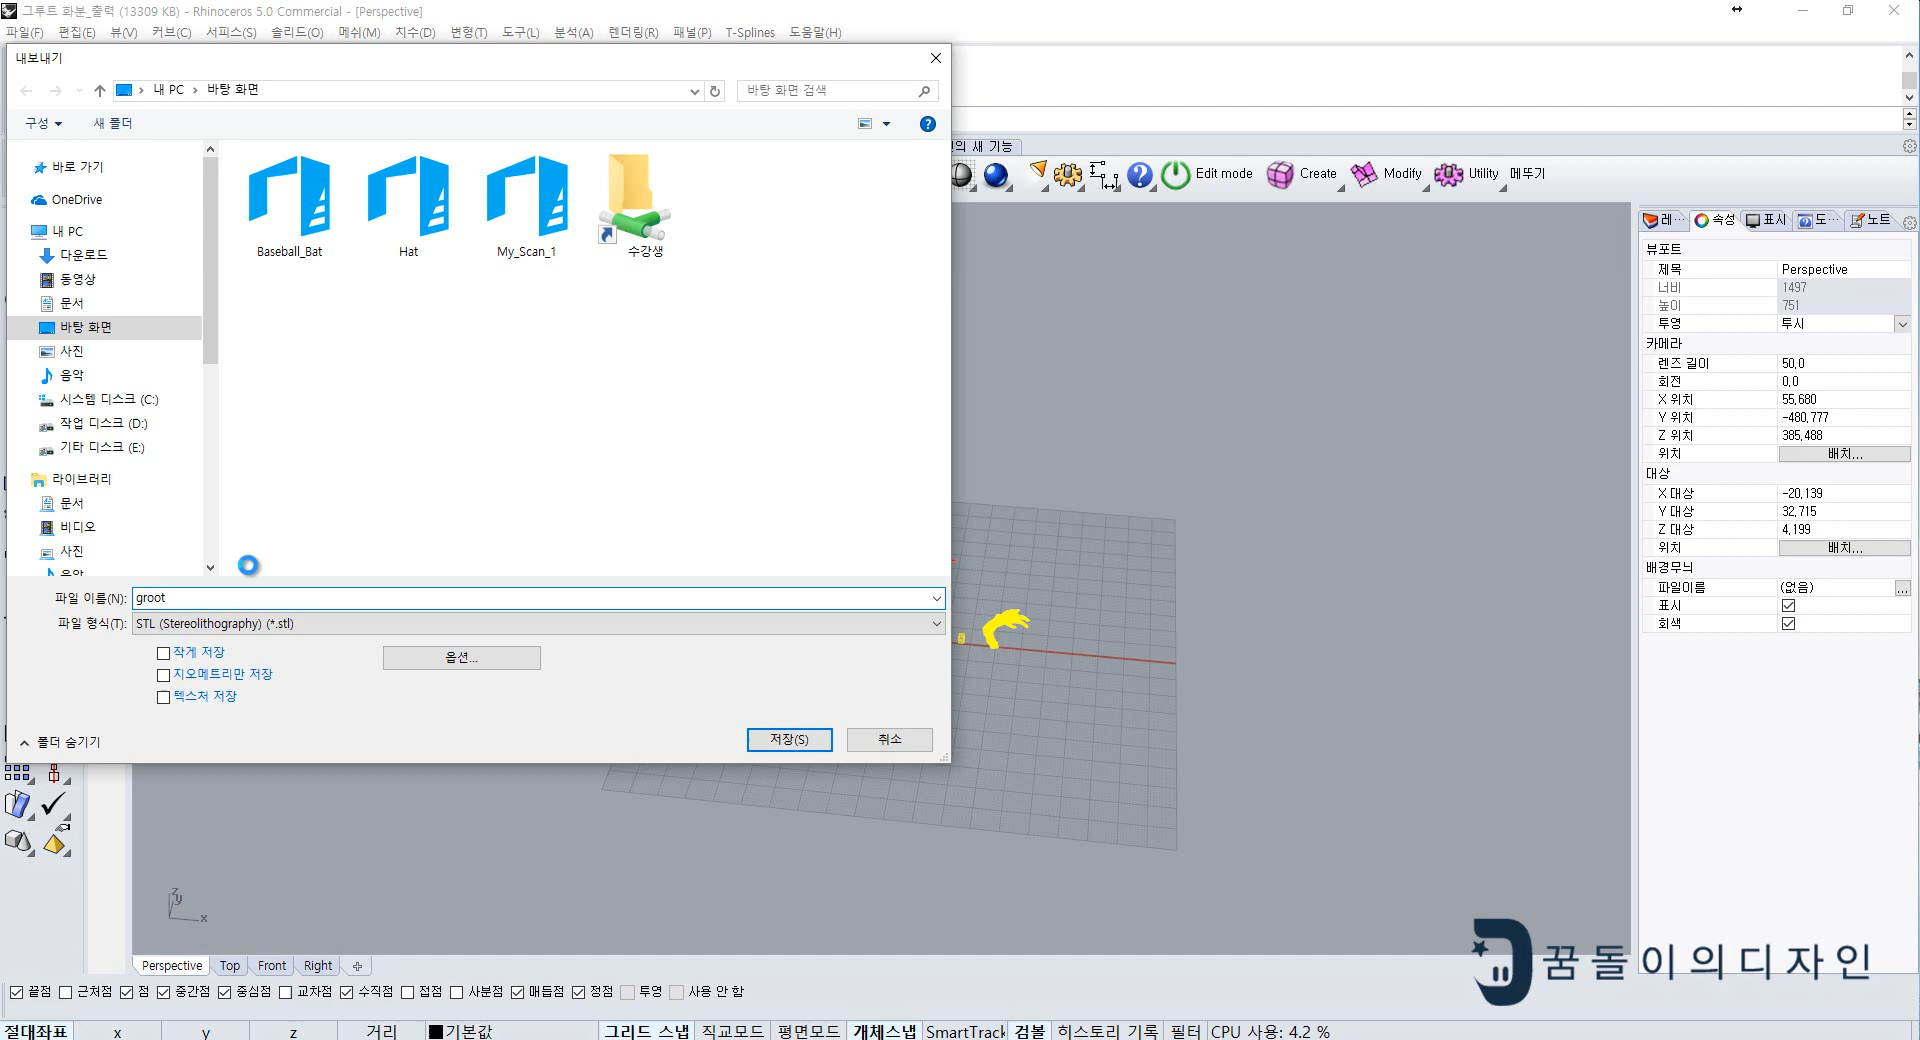 그루트 화분_출력 (13309 KB) - Rhinoceros 5.0 Commercial - [Perspective]
파일(F) 편집(E) 뷰(V) 커브(C) 서피스(S) 솔리드(O) 메쉬(M) 치수(D) 변형(T) 도구(L) 분석(A) 렌더링(R) 패널(P) T-Splines 도움말(H)
내보내기
내 PC > 바탕 화면
바탕 화면 검색
구성 새 폴더
바로 가기
OneDrive
내 PC
다운로드
동영상
문서
바탕 화면
사진
음악
시스템 디스크 (C:)
작업 디스크 (D:)
기타 디스크 (E:)
라이브러리
문서
비디오
사진
음악
Baseball_Bat Hat My_Scan_1 수강생
파일 이름(N): groot
파일 형식(T): STL (Stereolithography) (*.stl)
작게 저장
지오메트리만 저장
텍스처 저장
옵션...
폴더 숨기기
저장(S) 취소
의 새 기능
Edit mode Create Modify Utility 메뚜기
레... 속성 표시 도... 노트
뷰포트
제목 Perspective
너비 1497
높이 751
투영 투시
카메라
렌즈 길이 50.0
회전 0.0
X 위치 55.680
Y 위치 -480.777
Z 위치 385.488
위치 배치...
대상
X 대상 -20.139
Y 대상 32.715
Z 대상 4.199
위치 배치...
배경무늬
파일이름 (없음) ...
표시
회색
z
y
x
꿈돌이의디자인
Perspective Top Front Right
끝점 근처점 점 중간점 중심점 교차점 수직점 접점 사분점 매듭점 정점 투영 사용 안 함
절대좌표 x y z 거리 기본값 그리드 스냅 직교모드 평면모드 개체스냅 SmartTrack 검볼 히스토리 기록 필터 CPU 사용: 4.2 %